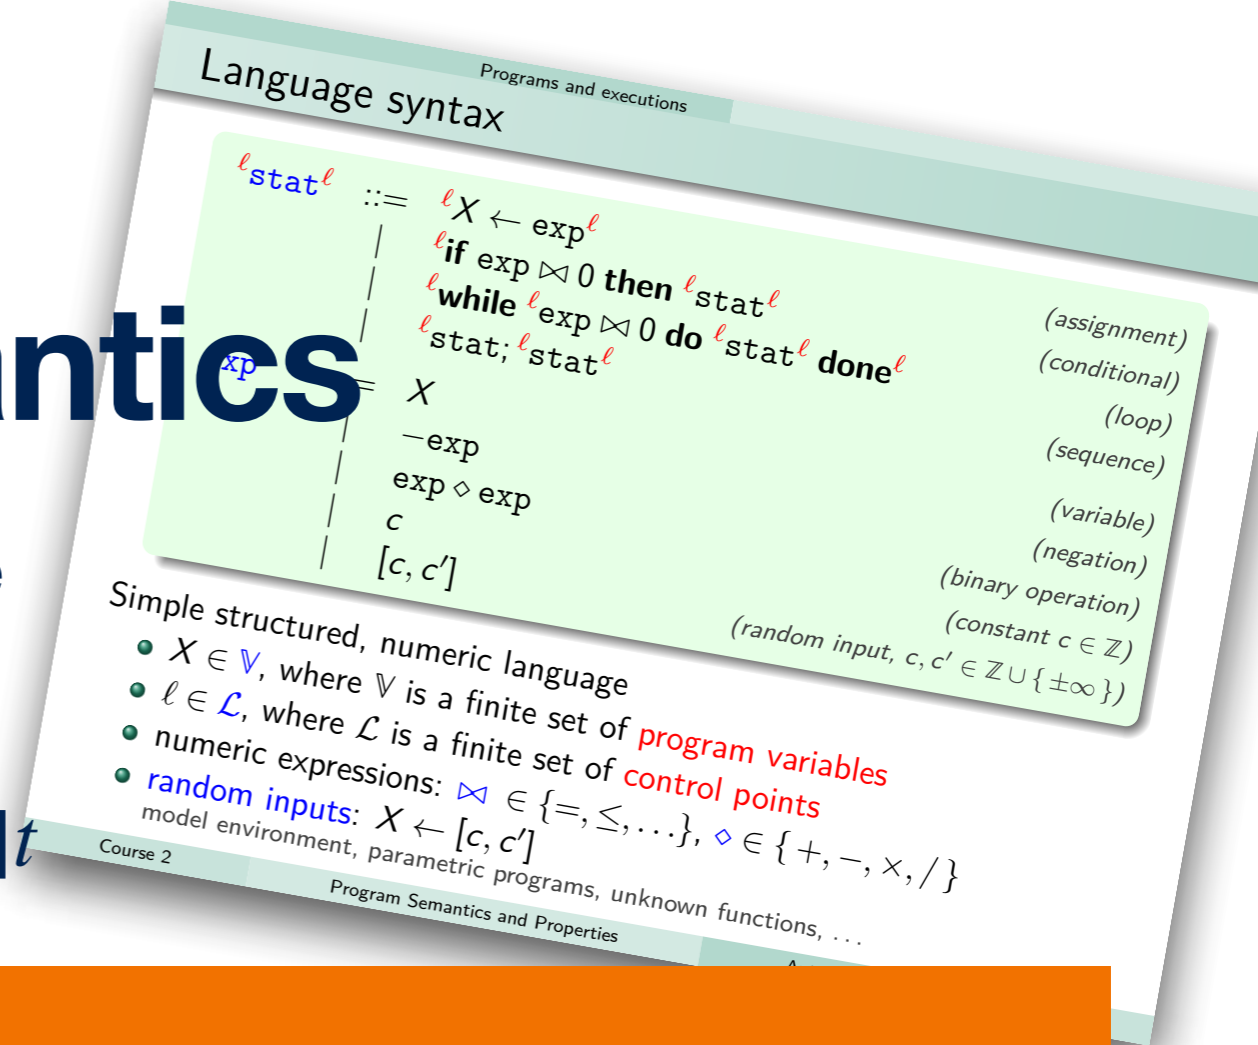 Programs and executions
Language syntax
ℓstatℓ ::= ℓX ← expℓ (assignment)
| ℓif exp ⋈ 0 then ℓstatℓ (conditional)
| ℓwhile ℓexp ⋈ 0 do ℓstatℓ doneℓ (loop)
| ℓstat; ℓstatℓ (sequence)
antics
xp = X (variable)
| −exp (negation)
| exp ⋄ exp (binary operation)
| c (constant c ∈ ℤ)
| [c, c′] (random input, c, c′ ∈ ℤ ∪ { ±∞ })
Simple structured, numeric language
X ∈ 𝕍, where 𝕍 is a finite set of program variables
ℓ ∈ ℒ, where ℒ is a finite set of control points
numeric expressions: ⋈ ∈ {=, ≤, . . .}, ⋄ ∈ { +, −, ×, / }
random inputs: X ← [c, c′]
model environment, parametric programs, unknown functions, . . .
t
Course 2
Program Semantics and Properties